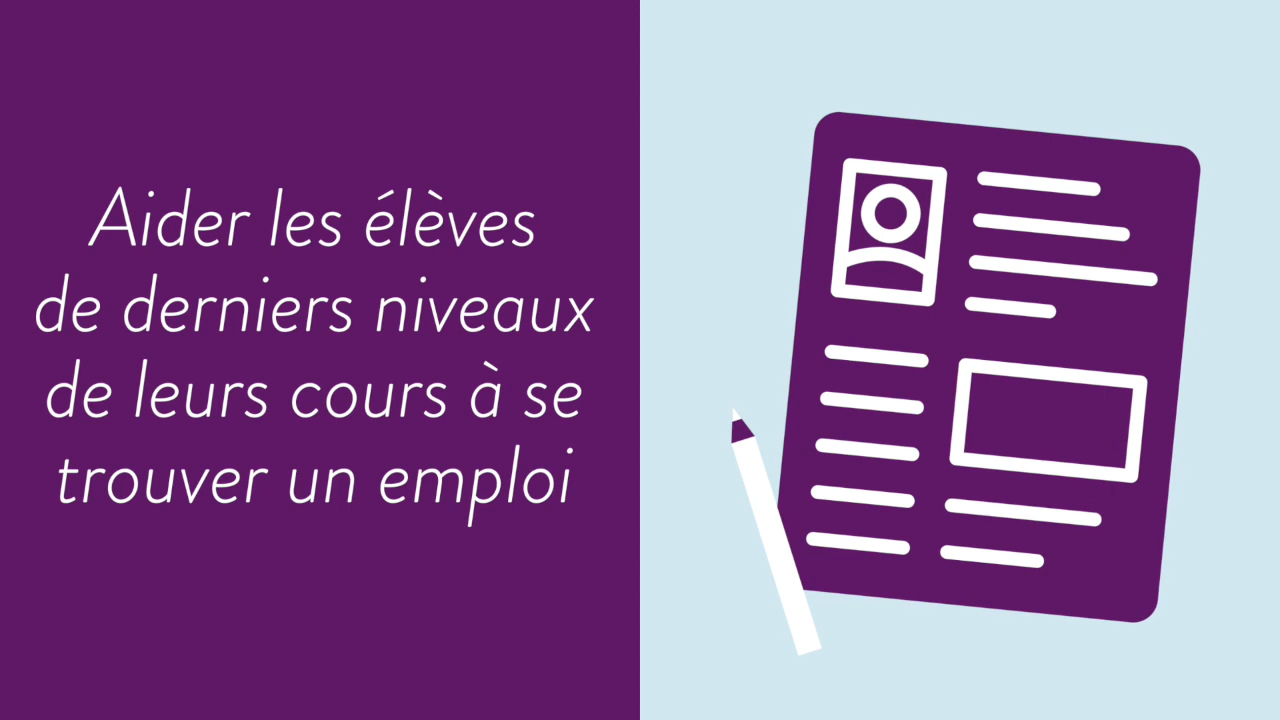 Aider les élèves
de derniers niveaux
de leurs cours à se
trouver un emploi